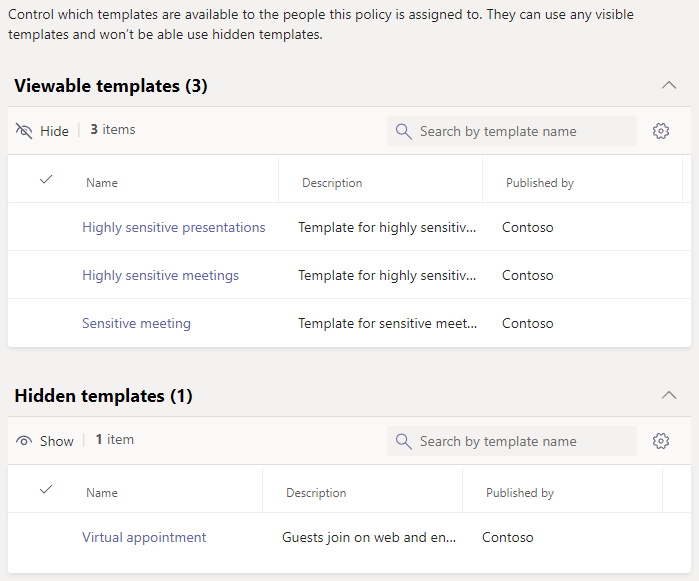 Control which templates are available to the people this policy is assigned to. They can use any visible
templates and won't be able use hidden templates.
Viewable templates (3)
Hide 3 items Search by template name
Name Description Published by
Highly sensitive presentations Template for highly sensitiv... Contoso
Highly sensitive meetings Template for highly sensitiv... Contoso
Sensitive meeting Template for sensitive meet... Contoso
Hidden templates (1)
Show 1 item Search by template name
Name Description Published by
Virtual appointment Guests join on web and en... Contoso